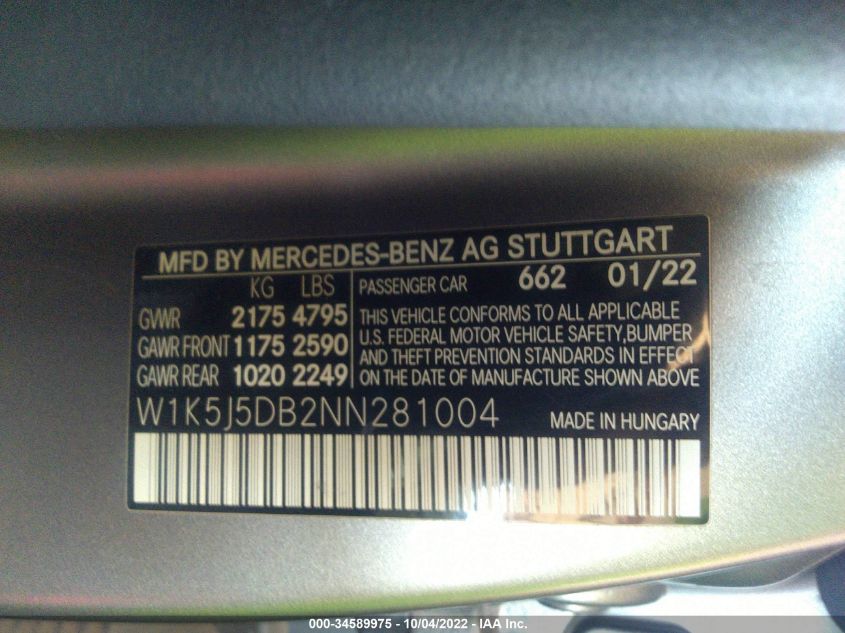 MFD BY MERCEDES-BENZ AG STUTTGART
KG LBS
GVWR 2175 4795
GAWR FRONT 1175 2590
GAWR REAR 1020 2249
PASSENGER CAR 662 01/22
THIS VEHICLE CONFORMS TO ALL APPLICABLE
U.S. FEDERAL MOTOR VEHICLE SAFETY,BUMPER
AND THEFT PREVENTION STANDARDS IN EFFECT
ON THE DATE OF MANUFACTURE SHOWN ABOVE
W1K5J5DB2NN281004 MADE IN HUNGARY
000-34589975 - 10/04/2022 - IAA Inc.